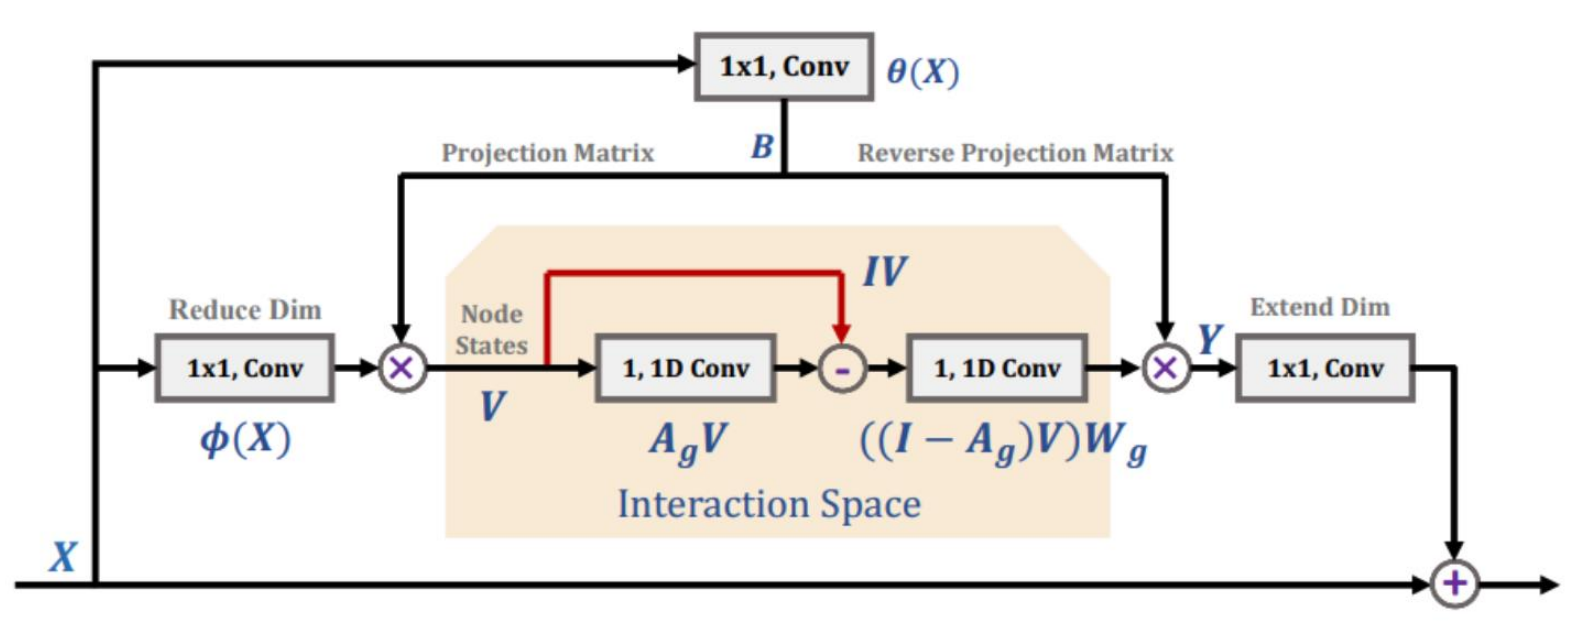 1x1, Conv
θ(X)
Projection Matrix
B
Reverse Projection Matrix
IV
Reduce Dim
Node
States
Extend Dim
1x1, Conv
×
V
1, 1D Conv
-
1, 1D Conv
×
Y
1x1, Conv
ϕ(X)
A_gV
((I − A_g)V)W_g
Interaction Space
X
+